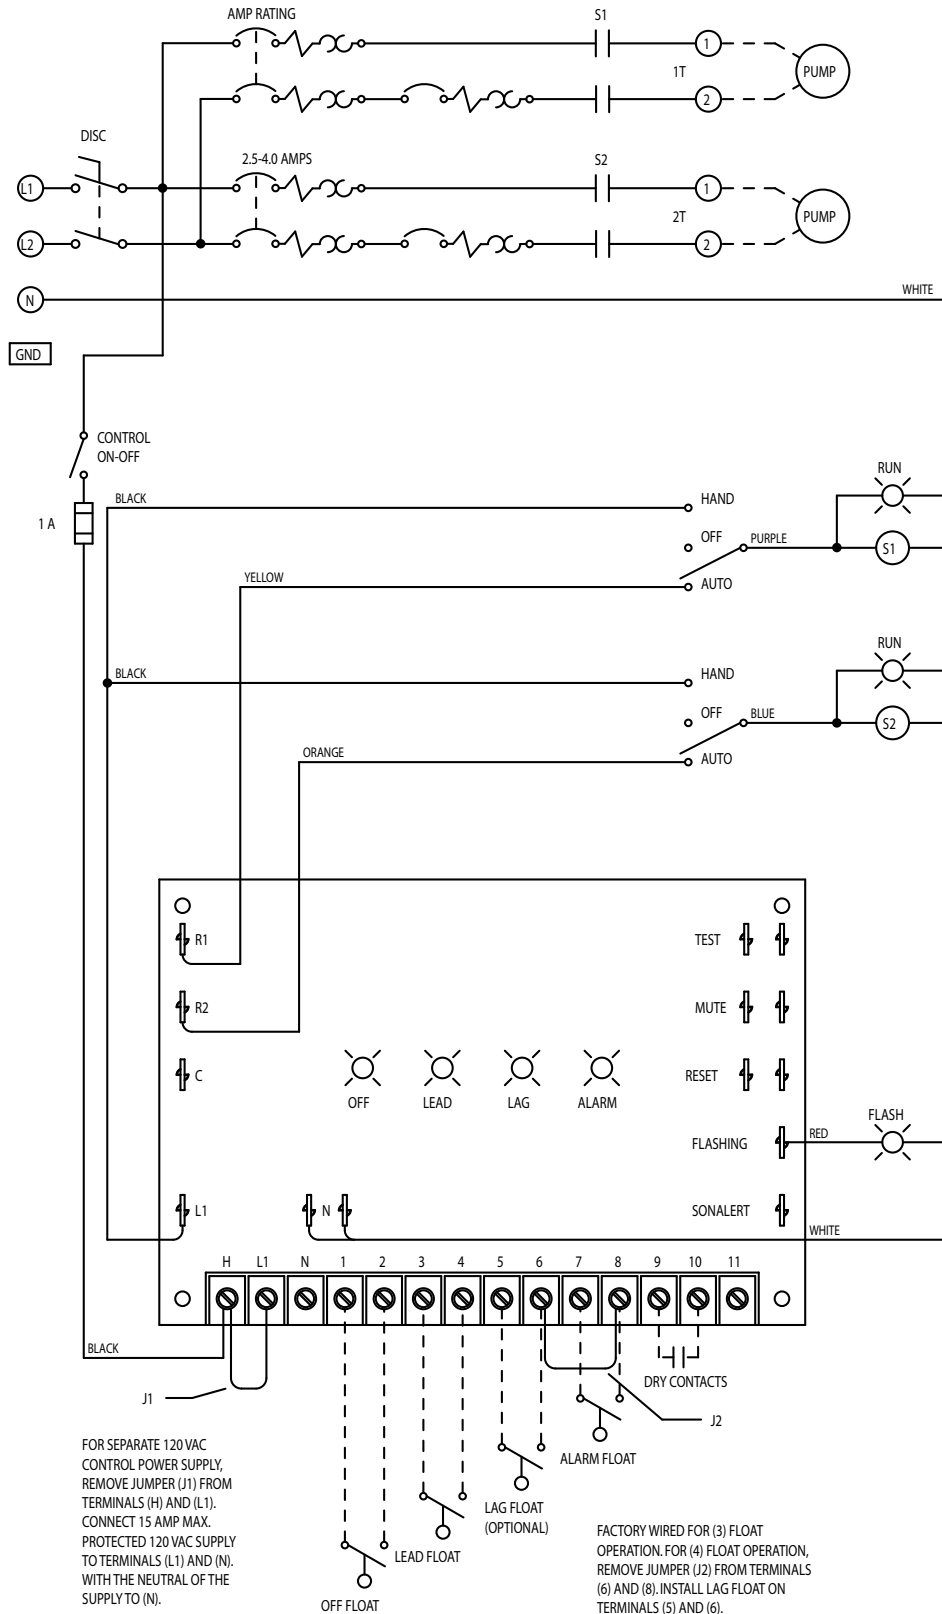 AMP RATING
S1
1
PUMP
1T
2
DISC
2.5-4.0 AMPS
S2
L1
1
PUMP
2T
L2
2
N
WHITE
GND
CONTROL
ON-OFF
RUN
BLACK
HAND
1 A
OFF
PURPLE
S1
YELLOW
AUTO
RUN
BLACK
HAND
OFF
BLUE
S2
ORANGE
AUTO
R1
TEST
R2
MUTE
C
RESET
OFF
LEAD
LAG
ALARM
FLASH
FLASHING
RED
L1
N
SONALERT
WHITE
H L1 N 1 2 3 4 5 6 7 8 9 10 11
BLACK
DRY CONTACTS
J1
J2
ALARM FLOAT
LAG FLOAT
(OPTIONAL)
LEAD FLOAT
OFF FLOAT
FOR SEPARATE 120 VAC
CONTROL POWER SUPPLY,
REMOVE JUMPER (J1) FROM
TERMINALS (H) AND (L1).
CONNECT 15 AMP MAX.
PROTECTED 120 VAC SUPPLY
TO TERMINALS (L1) AND (N).
WITH THE NEUTRAL OF THE
SUPPLY TO (N).
FACTORY WIRED FOR (3) FLOAT
OPERATION. FOR (4) FLOAT OPERATION,
REMOVE JUMPER (J2) FROM TERMINALS
(6) AND (8). INSTALL LAG FLOAT ON
TERMINALS (5) AND (6).